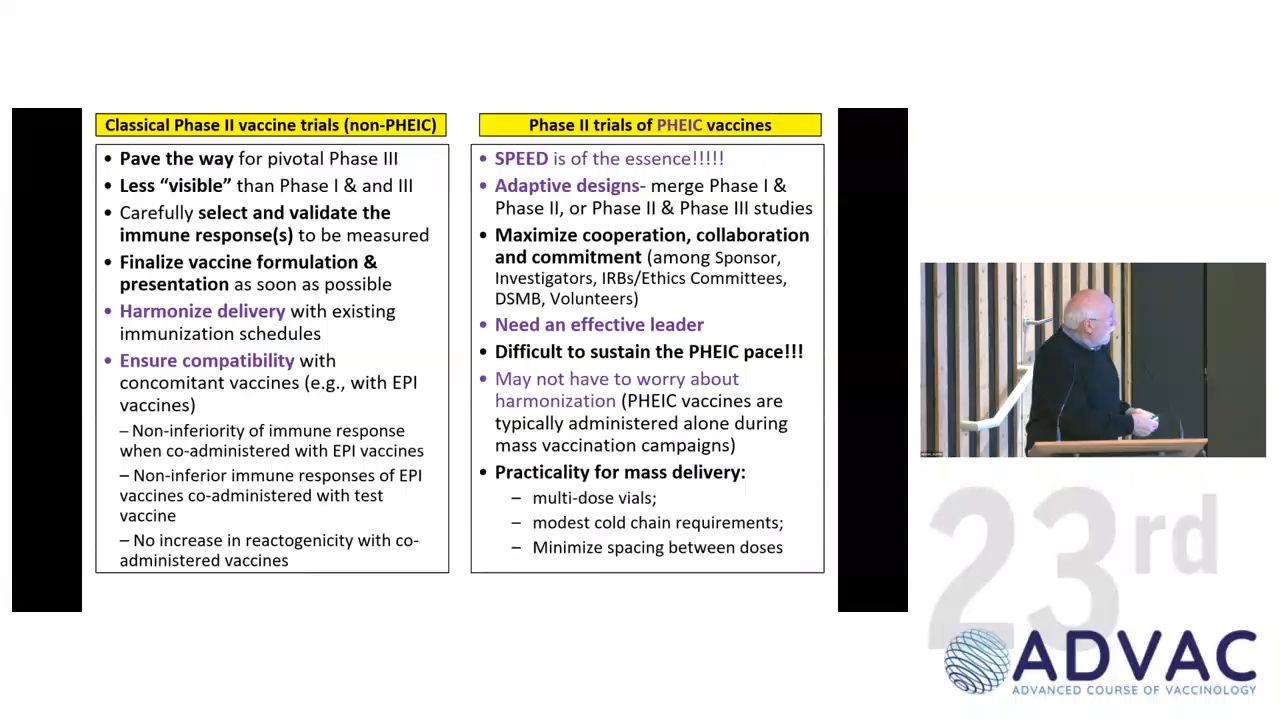 Classical Phase II vaccine trials (non-PHEIC)
• Pave the way for pivotal Phase III
• Less “visible” than Phase I & and III
• Carefully select and validate the
immune response(s) to be measured
• Finalize vaccine formulation &
presentation as soon as possible
• Harmonize delivery with existing
immunization schedules
• Ensure compatibility with
concomitant vaccines (e.g., with EPI
vaccines)
– Non-inferiority of immune response
when co-administered with EPI vaccines
– Non-inferior immune responses of EPI
vaccines co-administered with test
vaccine
– No increase in reactogenicity with co-
administered vaccines
Phase II trials of PHEIC vaccines
• SPEED is of the essence!!!!!
• Adaptive designs- merge Phase I &
Phase II, or Phase II & Phase III studies
• Maximize cooperation, collaboration
and commitment (among Sponsor,
Investigators, IRBs/Ethics Committees,
DSMB, Volunteers)
• Need an effective leader
• Difficult to sustain the PHEIC pace!!!
• May not have to worry about
harmonization (PHEIC vaccines are
typically administered alone during
mass vaccination campaigns)
• Practicality for mass delivery:
– multi-dose vials;
– modest cold chain requirements;
– Minimize spacing between doses
23rd
ADVAC
ADVANCED COURSE OF VACCINOLOGY